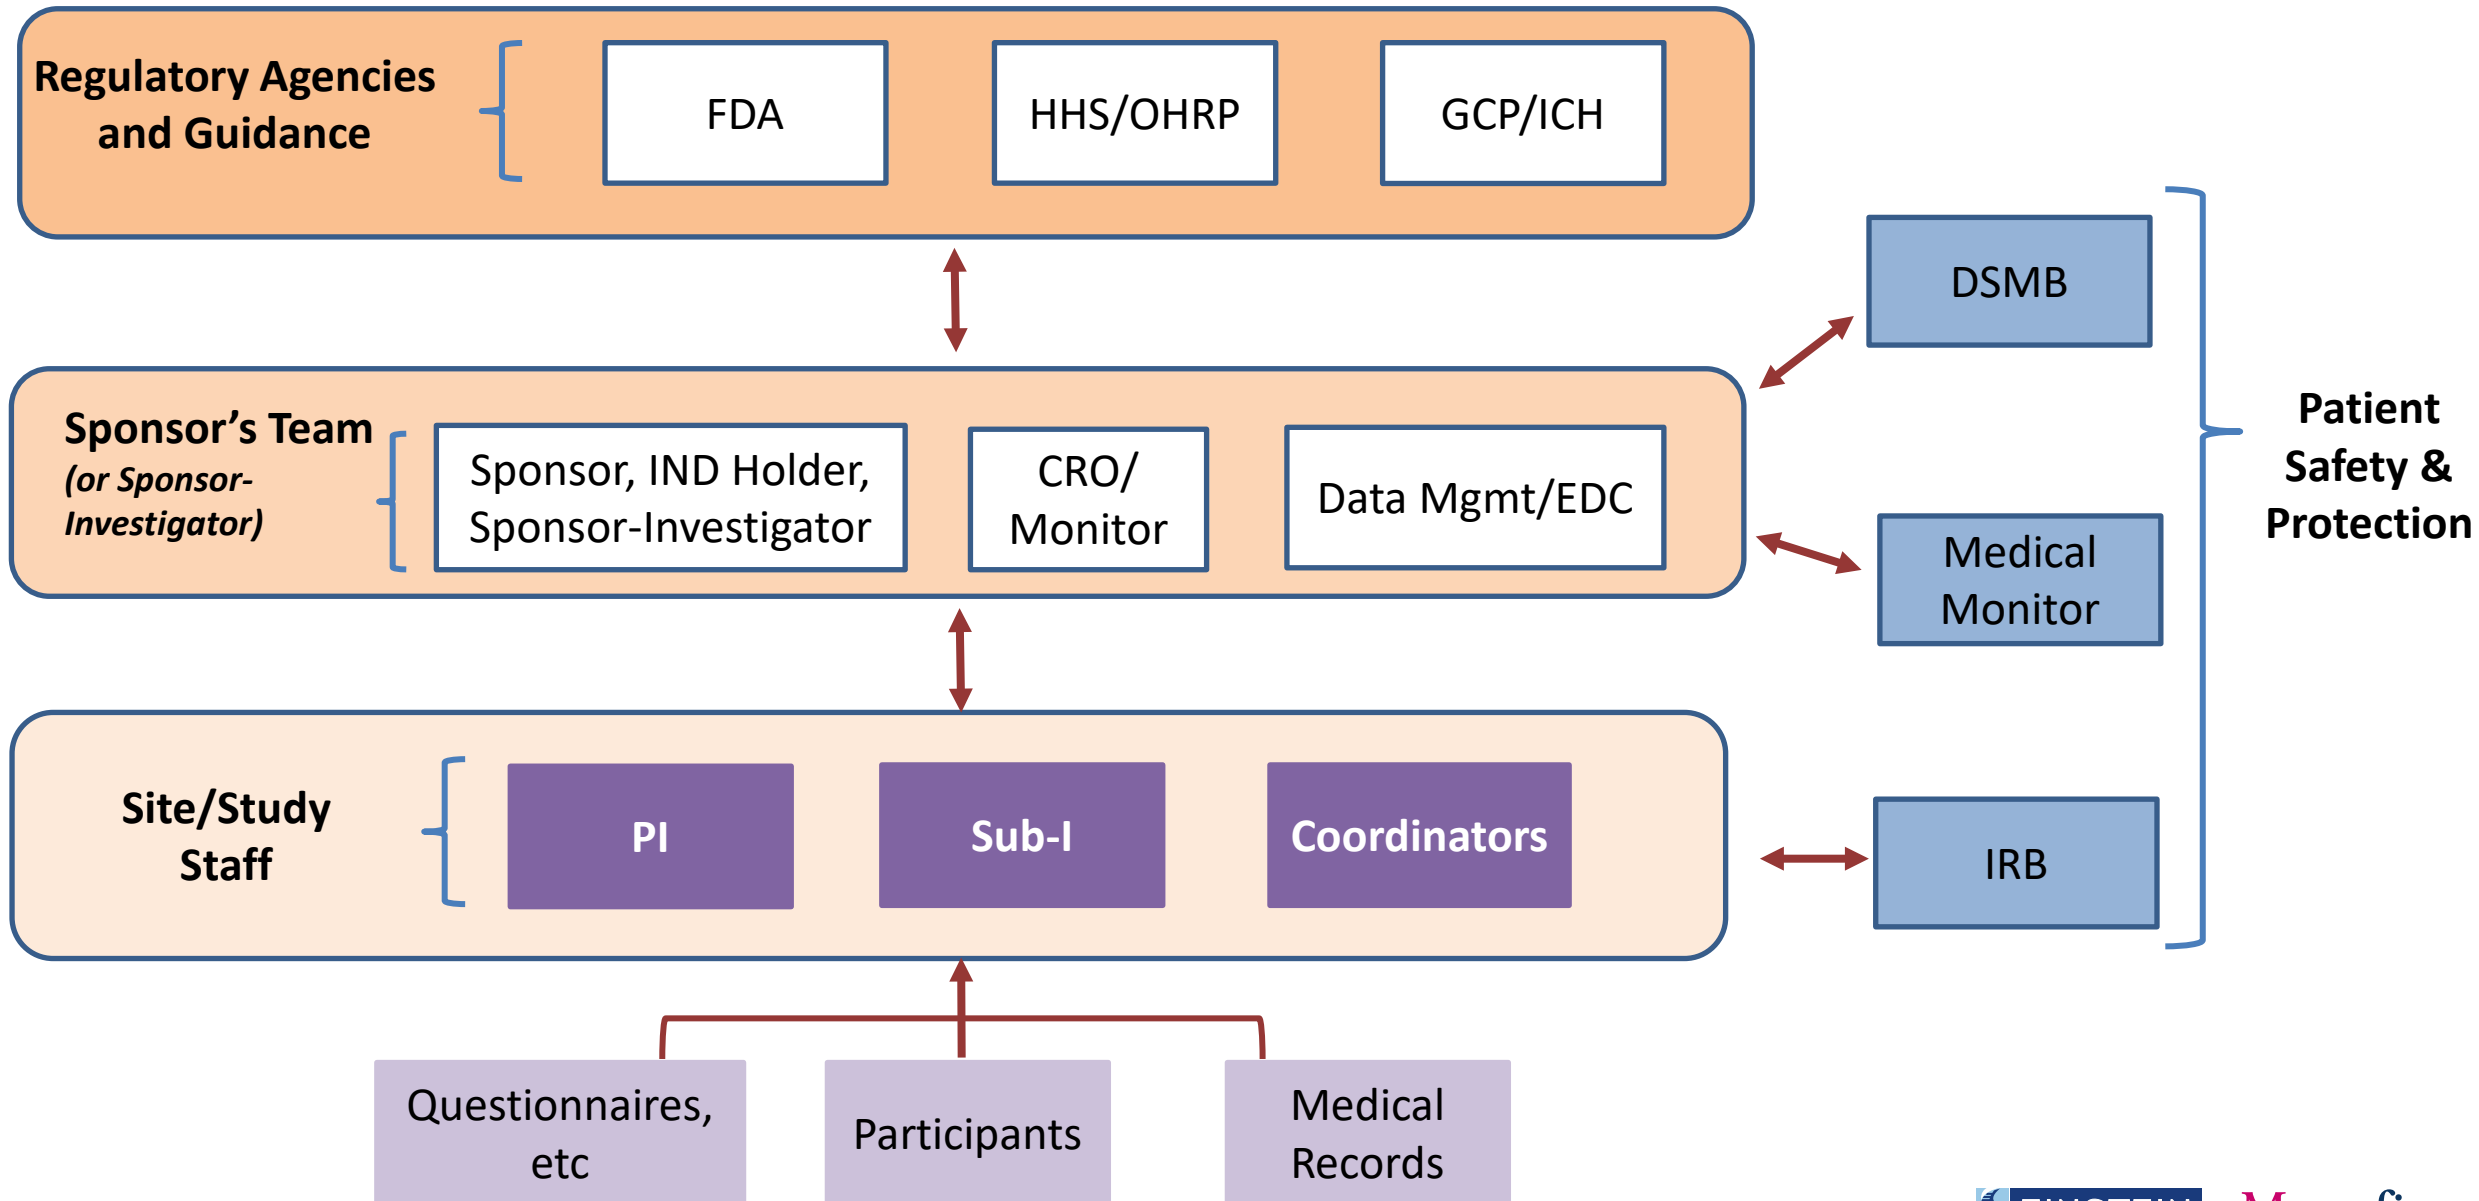 Regulatory Agencies
and Guidance
FDA
HHS/OHRP
GCP/ICH
DSMB
Sponsor's Team
(or Sponsor-
Investigator)
Sponsor, IND Holder,
Sponsor-Investigator
CRO/
Monitor
Data Mgmt/EDC
Patient
Safety &
Protection
Medical
Monitor
Site/Study
Staff
PI
Sub-I
Coordinators
IRB
Questionnaires,
etc
Participants
Medical
Records
EINSTEIN